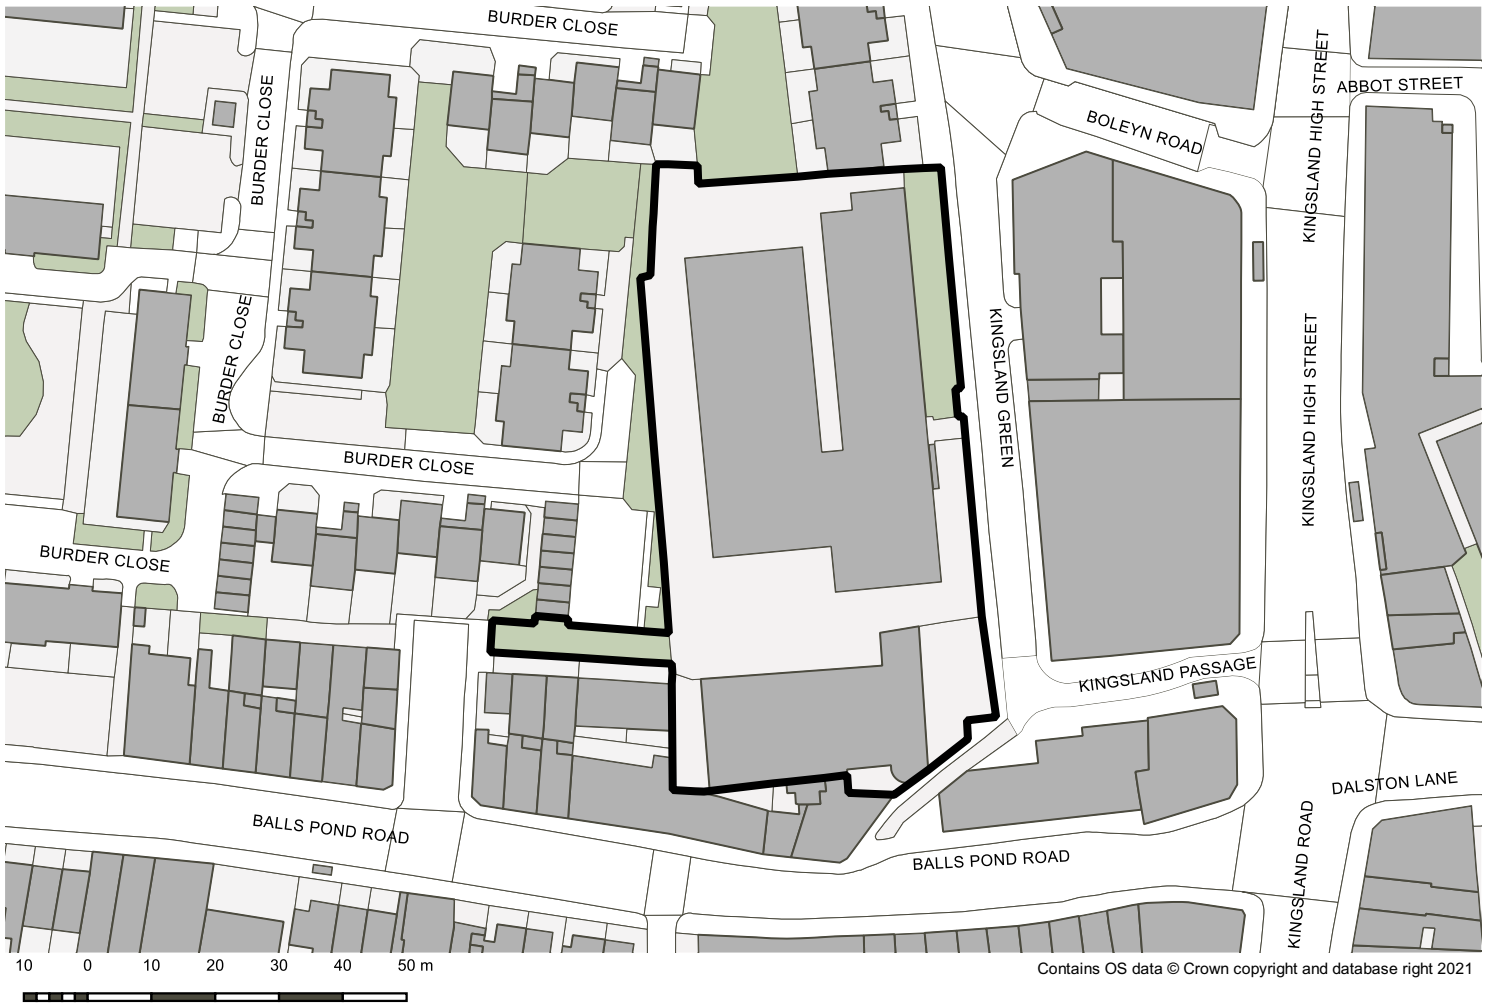 BURDER CLOSE
BURDER CLOSE
KINGSLAND HIGH STREET
ABBOT STREET
BOLEYN ROAD
BURDER CLOSE
KINGSLAND GREEN
KINGSLAND HIGH STREET
BURDER CLOSE
BURDER CLOSE
KINGSLAND PASSAGE
DALSTON LANE
BALLS POND ROAD
BALLS POND ROAD
KINGSLAND ROAD
10 0 10 20 30 40 50 m
Contains OS data © Crown copyright and database right 2021